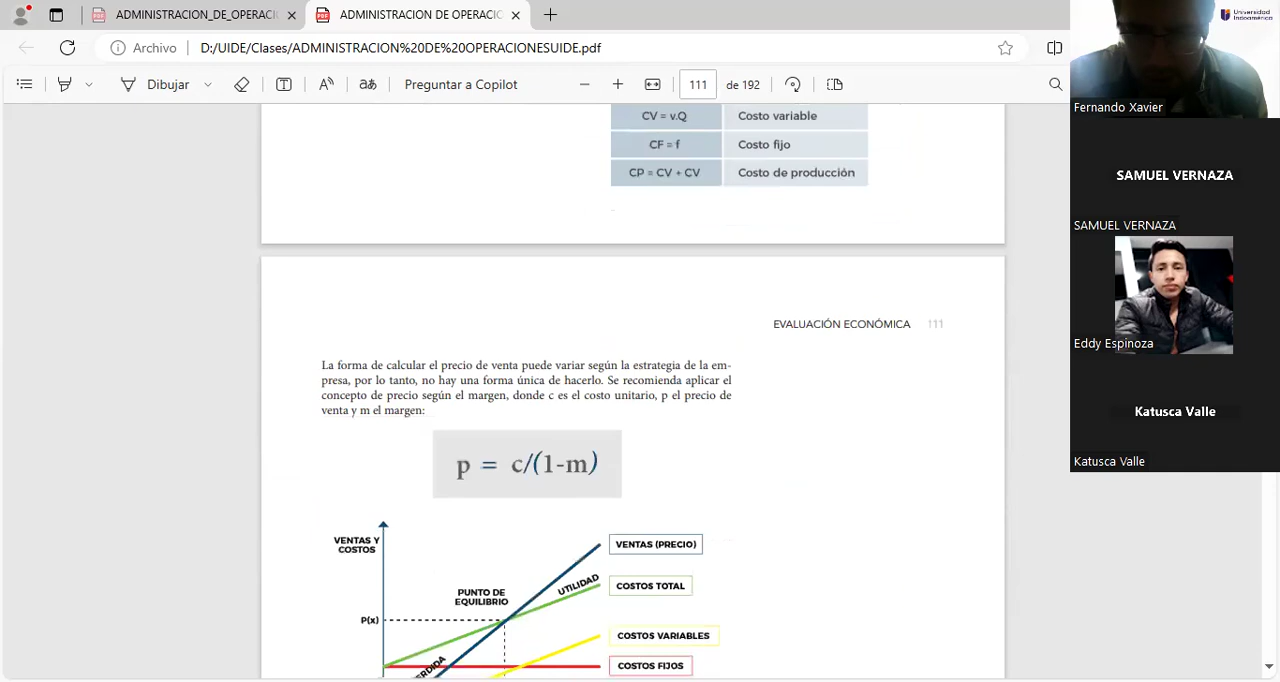 ADMINISTRACION_DE_OPERACI
ADMINISTRACION DE OPERACIO
Archivo
D:/UIDE/Clases/ADMINISTRACION%20DE%20OPERACIONESUIDE.pdf
Dibujar
aあ
Preguntar a Copilot
111
de 192
Universidad
Indoamérica
Fernando Xavier
SAMUEL VERNAZA
SAMUEL VERNAZA
Eddy Espinoza
Katusca Valle
Katusca Valle
CV = v.Q Costo variable
CF = f Costo fijo
CP = CV + CV Costo de producción
EVALUACIÓN ECONÓMICA 111
La forma de calcular el precio de venta puede variar según la estrategia de la em-
presa, por lo tanto, no hay una forma única de hacerlo. Se recomienda aplicar el
concepto de precio según el margen, donde c es el costo unitario, p el precio de
venta y m el margen:
p = c/(1-m)
VENTAS Y
COSTOS
VENTAS (PRECIO)
UTILIDAD
COSTOS TOTAL
PUNTO DE
EQUILIBRIO
P(x)
COSTOS VARIABLES
COSTOS FIJOS